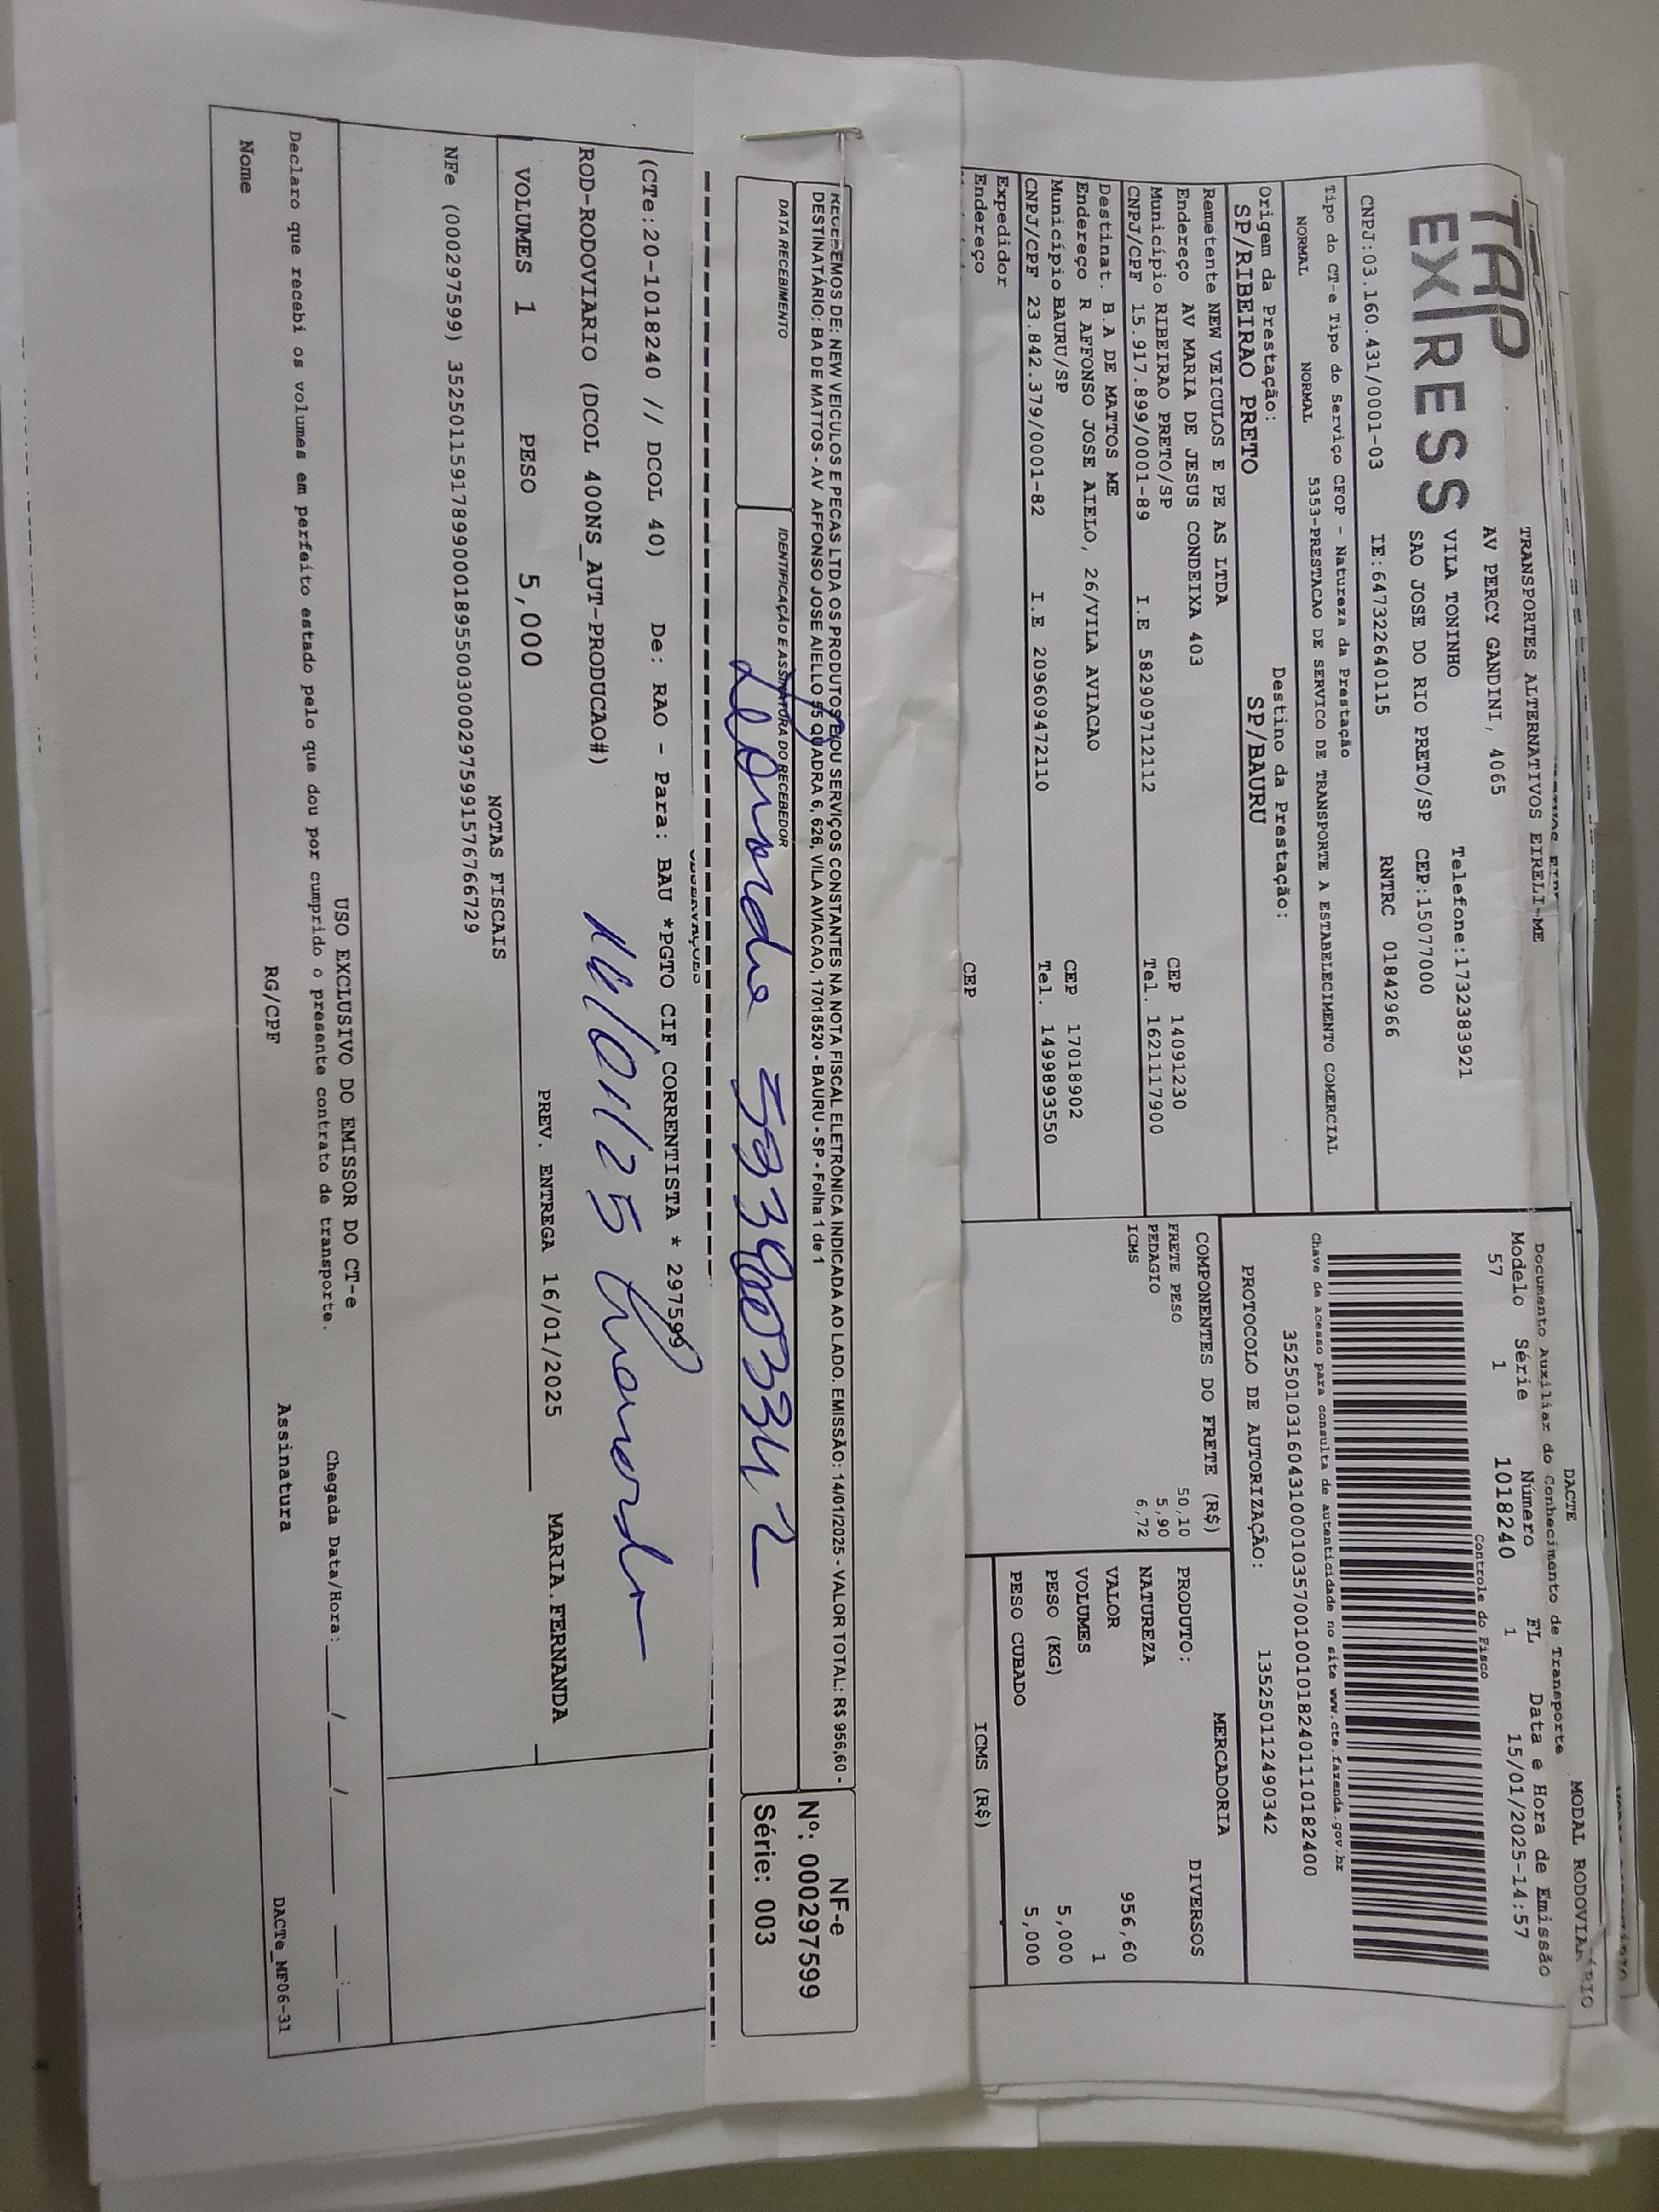 TAP
EXPRESS
TRANSPORTES ALTERNATIVOS EIRELI-ME
AV PERCY GANDINI, 4065
VILA TONINHO Telefone:1732383921
SAO JOSE DO RIO PRETO/SP CEP:15077000
CNPJ:03.160.431/0001-03 IE:647322640115 RNTRC 01842966
Tipo do CT-e Tipo do Serviço CFOP - Natureza da Prestação
NORMAL NORMAL 5353-PRESTACAO DE SERVICO DE TRANSPORTE A ESTABELECIMENTO COMERCIAL
Origem da Prestação: Destino da Prestação:
SP/RIBEIRAO PRETO SP/BAURU
Remetente NEW VEICULOS E PE AS LTDA
Endereço AV MARIA DE JESUS CONDEIXA 403
Município RIBEIRAO PRETO/SP CEP 14091230
CNPJ/CPF 15.917.899/0001-89 I.E 582909712112 Tel. 1621117900
Destinat. B.A DE MATTOS ME
Endereço R AFFONSO JOSE AIELO, 26/VILA AVIACAO
Município BAURU/SP CEP 17018902
CNPJ/CPF 23.842.379/0001-82 I.E 209609472110 Tel. 1499893550
Expedidor
Endereço CEP
DACTE MODAL RODOVIÁRIO
Documento Auxiliar do Conhecimento de Transporte
Modelo Série Número FL Data e Hora de Emissão
57 1 1018240 1 15/01/2025-14:57
Controle do Fisco
Chave de acesso para consulta de autenticidade no site www.cte.fazenda.gov.br
35250103160431000103570010010182401110182400
PROTOCOLO DE AUTORIZAÇÃO: 135250112490342
COMPONENTES DO FRETE (R$)
FRETE PESO 50,10
PEDAGIO 5,90
ICMS 6,72
MERCADORIA
PRODUTO: DIVERSOS
NATUREZA
VALOR 956,60
VOLUMES 1
PESO (KG) 5,000
PESO CUBADO 5,000
ICMS (R$)
RECEBEMOS DE: NEW VEICULOS E PECAS LTDA OS PRODUTOS E/OU SERVIÇOS CONSTANTES NA NOTA FISCAL ELETRÔNICA INDICADA AO LADO. EMISSÃO: 14/01/2025 - VALOR TOTAL: R$ 956,60 -
DESTINATÁRIO: BA DE MATTOS - AV AFFONSO JOSE AIELLO 55 QUADRA 6, 626, VILA AVIACAO, 17018520 - BAURU - SP - Folha 1 de 1
DATA RECEBIMENTO IDENTIFICAÇÃO E ASSINATURA DO RECEBEDOR
NF-e
Nº: 000297599
Série: 003
OBSERVAÇÕES
(CTe:20-1018240 // DCOL 40) De: RAO - Para: BAU *PGTO CIF,CORRENTISTA * 297599
ROD-RODOVIARIO (DCOL 400NS_AUT-PRODUCAO#)
VOLUMES 1 PESO 5,000 PREV. ENTREGA 16/01/2025 MARIA.FERNANDA
NOTAS FISCAIS
NFe (000297599) 35250115917899000189550030002975991576766729
USO EXCLUSIVO DO EMISSOR DO CT-e
Declaro que recebi os volumes em perfeito estado pelo que dou por cumprido o presente contrato de transporte. Chegada Data/Hora:____/____/____ ___:___
Nome RG/CPF Assinatura DACTe_MF06-31